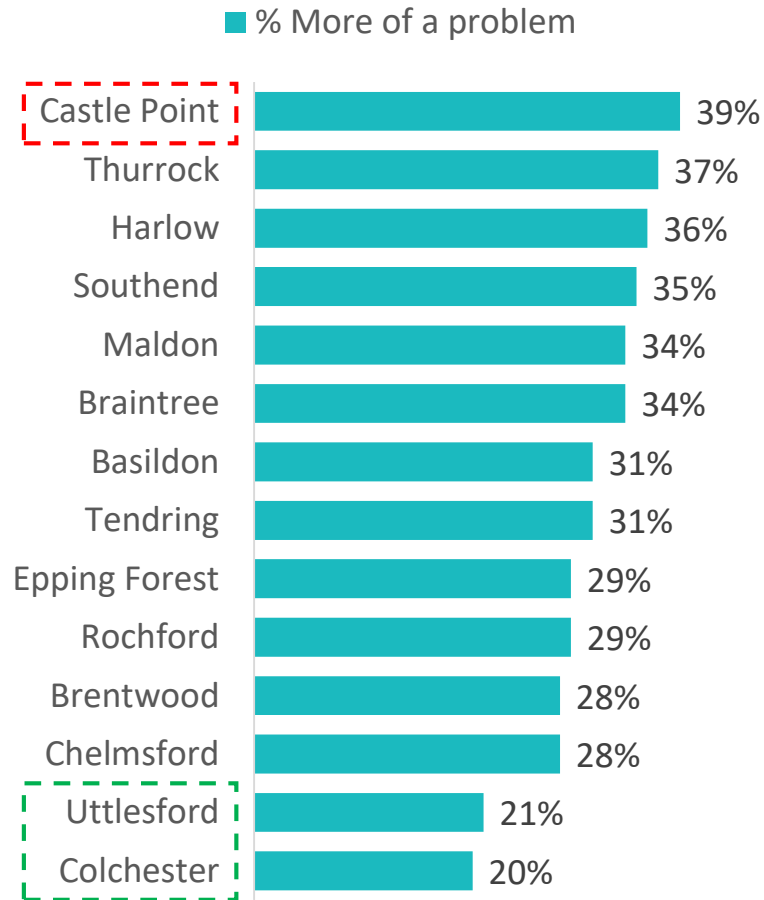 % More of a problem
Castle Point 39%
Thurrock 37%
Harlow 36%
Southend 35%
Maldon 34%
Braintree 34%
Basildon 31%
Tendring 31%
Epping Forest 29%
Rochford 29%
Brentwood 28%
Chelmsford 28%
Uttlesford 21%
Colchester 20%